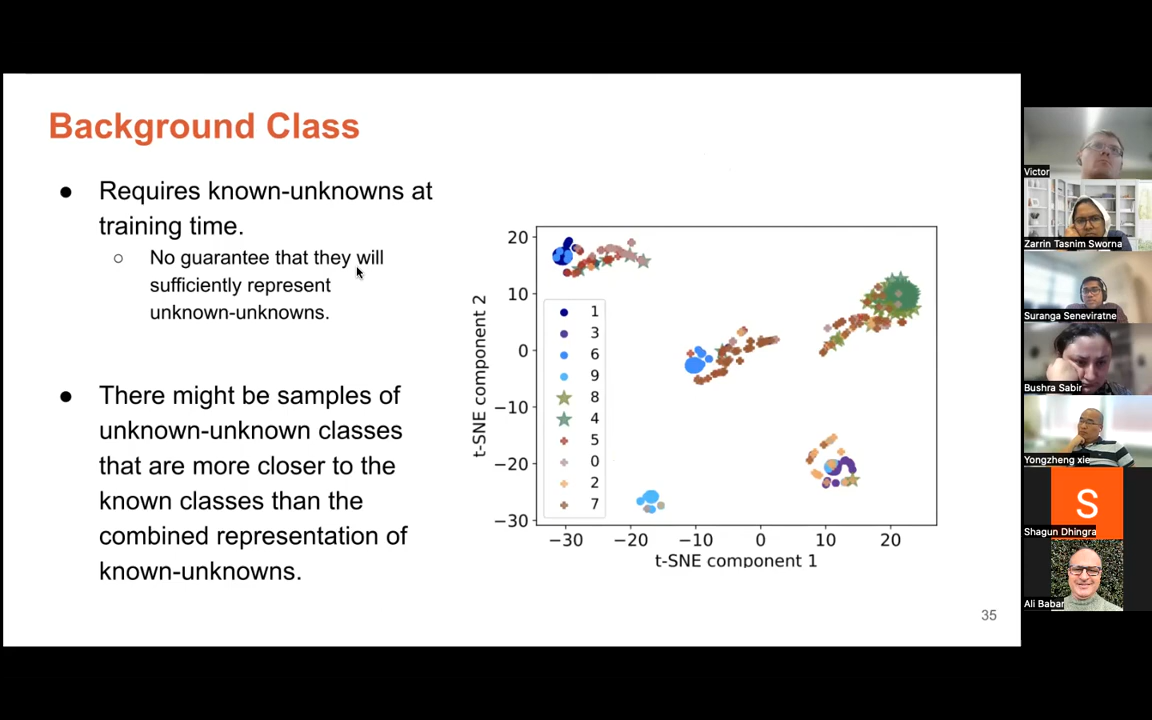 Background Class
● Requires known-unknowns at
training time.
○ No guarantee that they will
sufficiently represent
unknown-unknowns.
● There might be samples of
unknown-unknown classes
that are more closer to the
known classes than the
combined representation of
known-unknowns.
t-SNE component 2
20
10
0
−10
−20
−30
1
3
6
9
8
4
5
0
2
7
−30 −20 −10 0 10 20
t-SNE component 1
35
Victor
Zarrin Tasnim Sworna
Suranga Seneviratne
Bushra Sabir
Yongzheng xie
S
Shagun Dhingra
Ali Babar